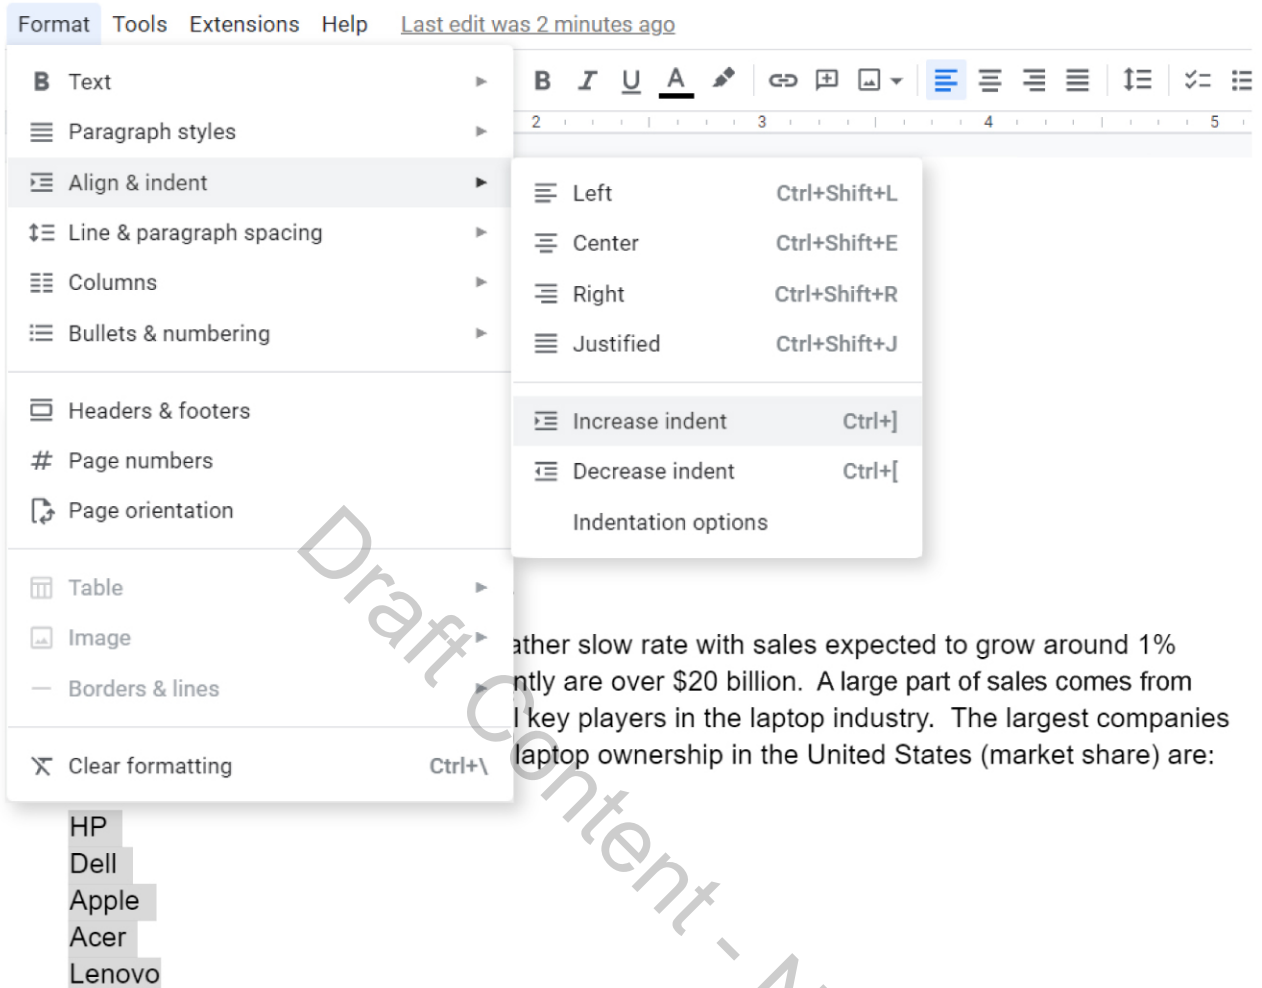 Format Tools Extensions Help Last edit was 2 minutes ago
B I U A
2 3 4 5
B Text
Paragraph styles
Align & indent
Line & paragraph spacing
Columns
Bullets & numbering
Headers & footers
# Page numbers
Page orientation
Table
Image
Borders & lines
Clear formatting Ctrl+\
Left Ctrl+Shift+L
Center Ctrl+Shift+E
Right Ctrl+Shift+R
Justified Ctrl+Shift+J
Increase indent Ctrl+]
Decrease indent Ctrl+[
Indentation options
ather slow rate with sales expected to grow around 1%
ntly are over $20 billion. A large part of sales comes from
key players in the laptop industry. The largest companies
laptop ownership in the United States (market share) are:
HP
Dell
Apple
Acer
Lenovo
Draft Content -